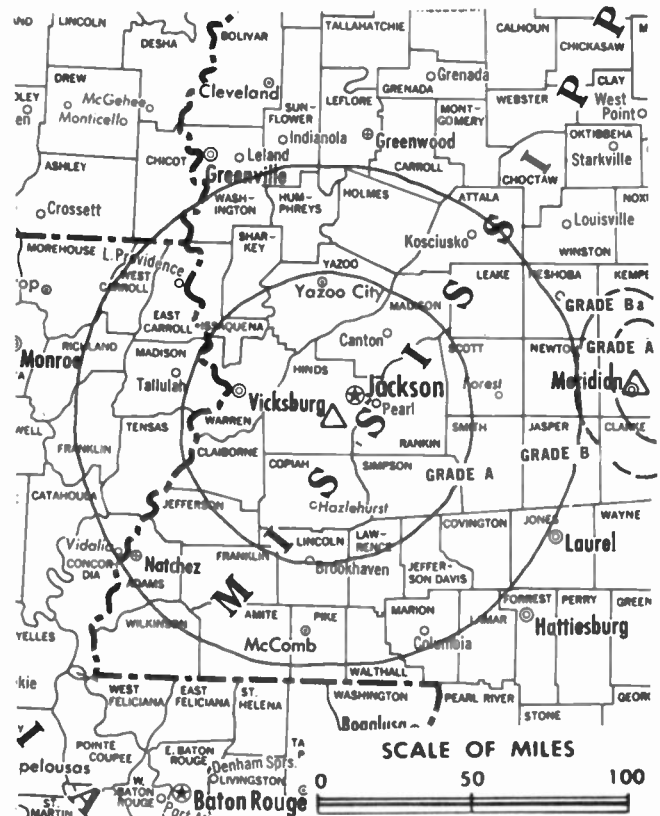 LINCOLN
DESHA
BOLIVAR
TALLAHATCHIE
CALHOUN
CHICKASAW
P
DREW
Cleveland
Grenada
GRENADA
CLAY
P
McGehee
Monticello
SUN-
FLOWER
LEFLORE
MONT-
GOMERY
WEBSTER
West
Point
Indianola
Greenwood
OKTIBBEHA
Starkville
ASHLEY
CHICOT
Leland
Greenville
CARROLL
I
CHOCTAW
Crossett
WASH-
INGTON
HUM-
PHREYS
HOLMES
ATTALA
Louisville
Kosciusko
S
WINSTON
MOREHOUSE
L. Providence
SHAR-
KEY
WEST
CARROLL
YAZOO
Yazoo City
LEAKE
S
GRADE Ba
EAST
CARROLL
MADISON
Canton
RICHLAND
MADISON
SCOTT
NEWTON
GRADE A
Monroe
I
HINDS
Tallulah
Vicksburg
Jackson
Pearl
Forest
Meridian
WARREN
S
TENSAS
RANKIN
SMITH
JASPER
CLARKE
FRANKLIN
CLAIBORNE
COPIAH
SIMPSON
GRADE A
GRADE B
S
CATAHOULA
JEFFERSON
Hazlehurst
COVINGTON
JONES
WAYNE
I
LINCOLN
LAW-
RENCE
Laurel
Vidalia
Natchez
FRANKLIN
Brookhaven
CONCOR-
DIA
ADAMS
JEFFER-
SON DAVIS
M
AMITE
PIKE
MARION
LAMAR
FORREST
PERRY
WILKINSON
McComb
Columbia
Hattiesburg
WALTHALL
WEST
FELICIANA
EAST
FELICIANA
ST.
HELENA
WASHINGTON
PEARL RIVER
STONE
Bogalusa
I
POINTE
COUPEE
E. BATON
ROUGE
SCALE OF MILES
Denham Sprs.
LIVINGSTON
0 50 100
A
W.
BATON
ROUGE
Baton Rouge
ST.
MARTIN